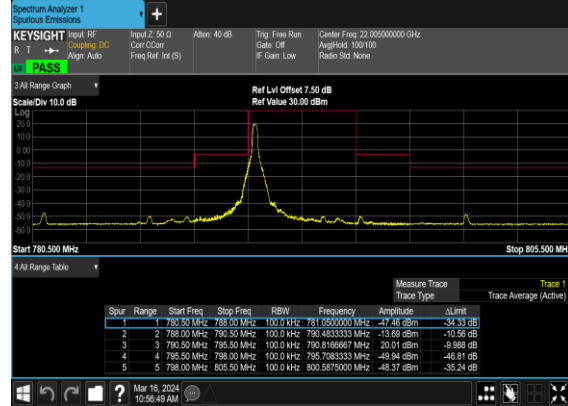 Spectrum Analyzer 1
Spurious Emissions
KEYSIGHT Input: RF Input Z: 50 Ω Atten: 40 dB Trig: Free Run Center Freq: 22.005000000 GHz
R T Coupling: DC Corr CCorr Gate: Off Avg|Hold: 100/100
Align: Auto Freq Ref: Int (S) IF Gain: Low Radio Std: None
PASS
3 All Range Graph
Ref Lvl Offset 7.50 dB
Scale/Div 10.0 dB Ref Value 30.00 dBm
Log
20.0
10.0
0.00
-10.0
-20.0
-30.0
-40.0
-50.0
-60.0
Start 780.500 MHz Stop 805.500 MHz
4 All Range Table
Measure Trace Trace 1
Trace Type Trace Average (Active)
Spur Range Start Freq Stop Freq RBW Frequency Amplitude ΔLimit
1 1 780.50 MHz 788.00 MHz 100.0 kHz 781.0500000 MHz -47.46 dBm -34.33 dB
2 2 788.00 MHz 790.50 MHz 100.0 kHz 790.4833333 MHz -13.69 dBm -10.56 dB
3 3 790.50 MHz 795.50 MHz 100.0 kHz 790.8166667 MHz 20.01 dBm -9.988 dB
4 4 795.50 MHz 798.00 MHz 100.0 kHz 795.7083333 MHz -49.94 dBm -46.81 dB
5 5 798.00 MHz 805.50 MHz 100.0 kHz 800.5875000 MHz -48.37 dBm -35.24 dB
Mar 16, 2024
10:56:49 AM